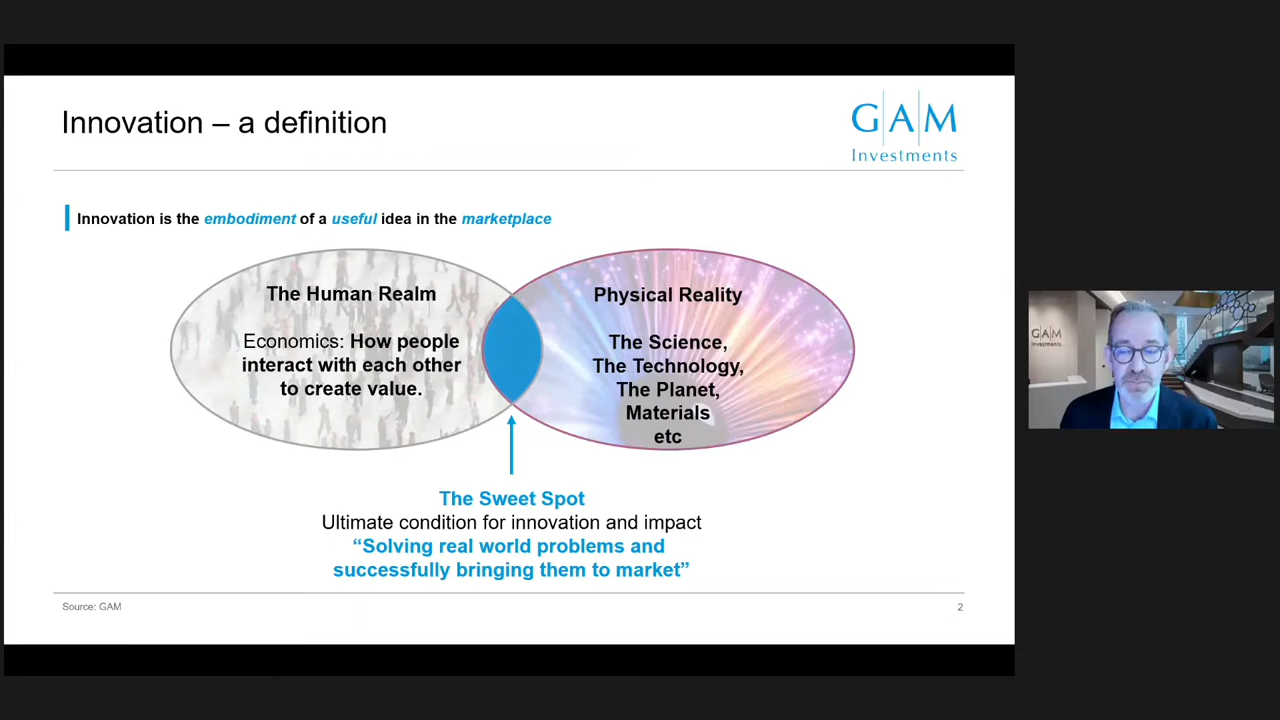 Innovation – a definition
GAM
Investments
Innovation is the embodiment of a useful idea in the marketplace
The Human Realm
Economics: How people
interact with each other
to create value.
Physical Reality
The Science,
The Technology,
The Planet,
Materials
etc
The Sweet Spot
Ultimate condition for innovation and impact
“Solving real world problems and
successfully bringing them to market”
Source: GAM
2
GAM
Investments